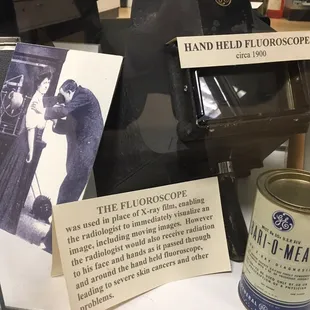 HAND HELD FLUOROSCOPE
circa 1900
THE FLUOROSCOPE
was used in place of X-ray film, enabling
the radiologist to immediately visualize an
image, including moving images. However
the radiologist would also receive radiation
to his face and hands as it passed through
and around the hand held fluoroscope,
leading to severe skin cancers and other
problems.
GE
BARI-O-MEAL